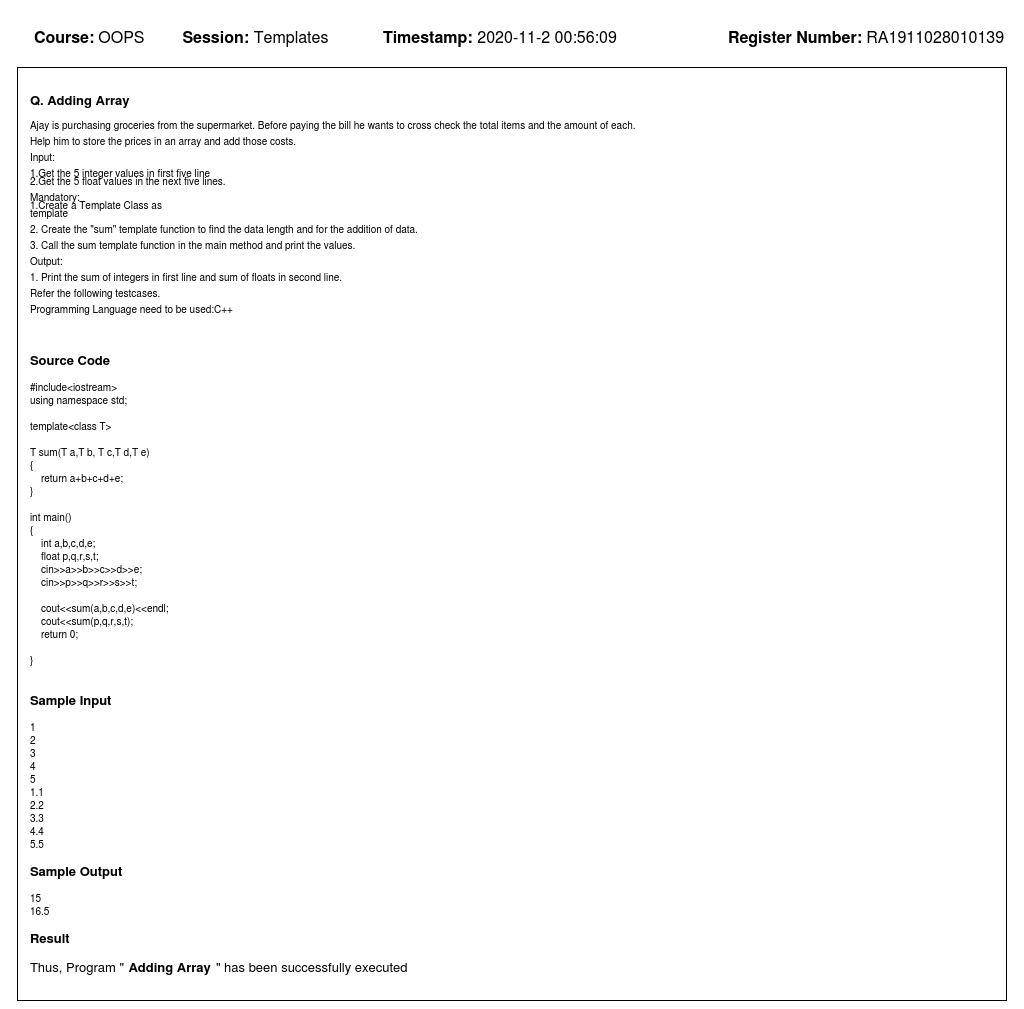 Course: OOPS Session: Templates Timestamp: 2020-11-2 00:56:09 Register Number: RA1911028010139
Q. Adding Array
Ajay is purchasing groceries from the supermarket. Before paying the bill he wants to cross check the total items and the amount of each.
Help him to store the prices in an array and add those costs.
Input:
1.Get the 5 integer values in first five line
2.Get the 5 float values in the next five lines.
Mandatory:
1.Create a Template Class as
template
2. Create the "sum" template function to find the data length and for the addition of data.
3. Call the sum template function in the main method and print the values.
Output:
1. Print the sum of integers in first line and sum of floats in second line.
Refer the following testcases.
Programming Language need to be used:C++
Source Code
#include<iostream>
using namespace std;
template<class T>
T sum(T a,T b, T c,T d,T e)
{
return a+b+c+d+e;
}
int main()
{
int a,b,c,d,e;
float p,q,r,s,t;
cin>>a>>b>>c>>d>>e;
cin>>p>>q>>r>>s>>t;
cout<<sum(a,b,c,d,e)<<endl;
cout<<sum(p,q,r,s,t);
return 0;
}
Sample Input
1
2
3
4
5
1.1
2.2
3.3
4.4
5.5
Sample Output
15
16.5
Result
Thus, Program " Adding Array " has been successfully executed